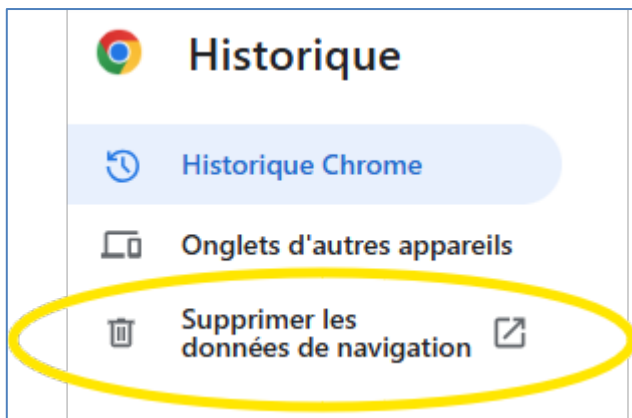 Historique
Historique Chrome
Onglets d'autres appareils
Supprimer les
données de navigation